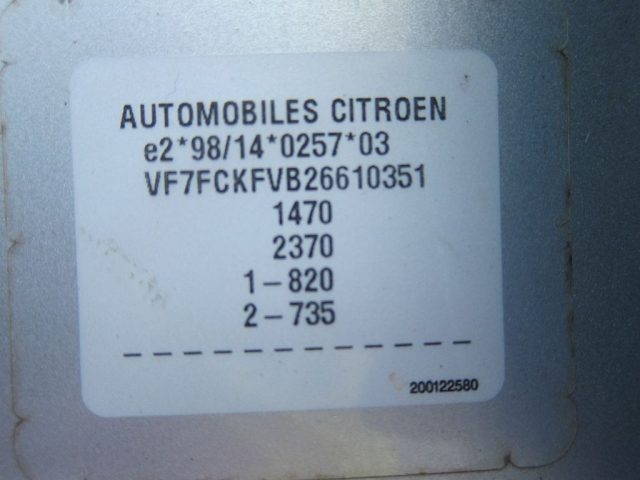 AUTOMOBILES CITROEN
e2*98/14*0257*03
VF7FCKFVB26610351
1470
2370
1-820
2-735
_ _ _ _ _ _ _ _ _ _ _ _ _ _
200122580